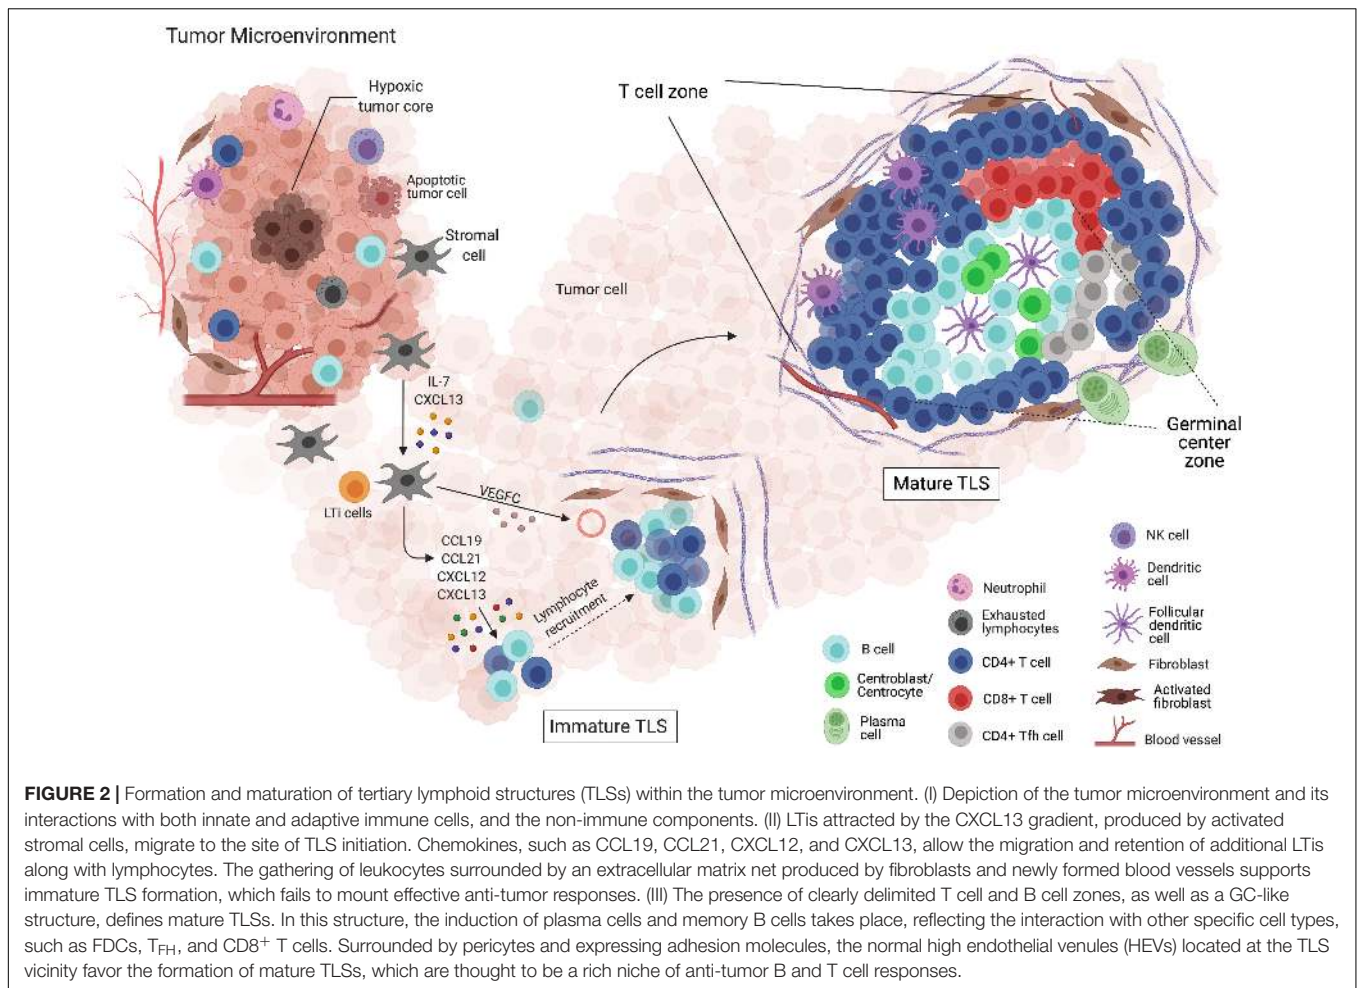 Tumor Microenvironment
Hypoxic
tumor core
Apoptotic
tumor cell
Stromal
cell
Tumor cell
T cell zone
IL-7
CXCL13
LTi cells
VEGFC
CCL19
CCL21
CXCL12
CXCL13
Lymphocyte
recruitment
Immature TLS
Mature TLS
Germinal
center
zone
B cell
Centroblast/
Centrocyte
Plasma
cell
Neutrophil
Exhausted
lymphocytes
CD4+ T cell
CD8+ T cell
CD4+ Tfh cell
NK cell
Dendritic
cell
Follicular
dendritic
cell
Fibroblast
Activated
fibroblast
Blood vessel
FIGURE 2 | Formation and maturation of tertiary lymphoid structures (TLSs) within the tumor microenvironment. (I) Depiction of the tumor microenvironment and its
interactions with both innate and adaptive immune cells, and the non-immune components. (II) LTis attracted by the CXCL13 gradient, produced by activated
stromal cells, migrate to the site of TLS initiation. Chemokines, such as CCL19, CCL21, CXCL12, and CXCL13, allow the migration and retention of additional LTis
along with lymphocytes. The gathering of leukocytes surrounded by an extracellular matrix net produced by fibroblasts and newly formed blood vessels supports
immature TLS formation, which fails to mount effective anti-tumor responses. (III) The presence of clearly delimited T cell and B cell zones, as well as a GC-like
structure, defines mature TLSs. In this structure, the induction of plasma cells and memory B cells takes place, reflecting the interaction with other specific cell types,
such as FDCs, TFH, and CD8+ T cells. Surrounded by pericytes and expressing adhesion molecules, the normal high endothelial venules (HEVs) located at the TLS
vicinity favor the formation of mature TLSs, which are thought to be a rich niche of anti-tumor B and T cell responses.